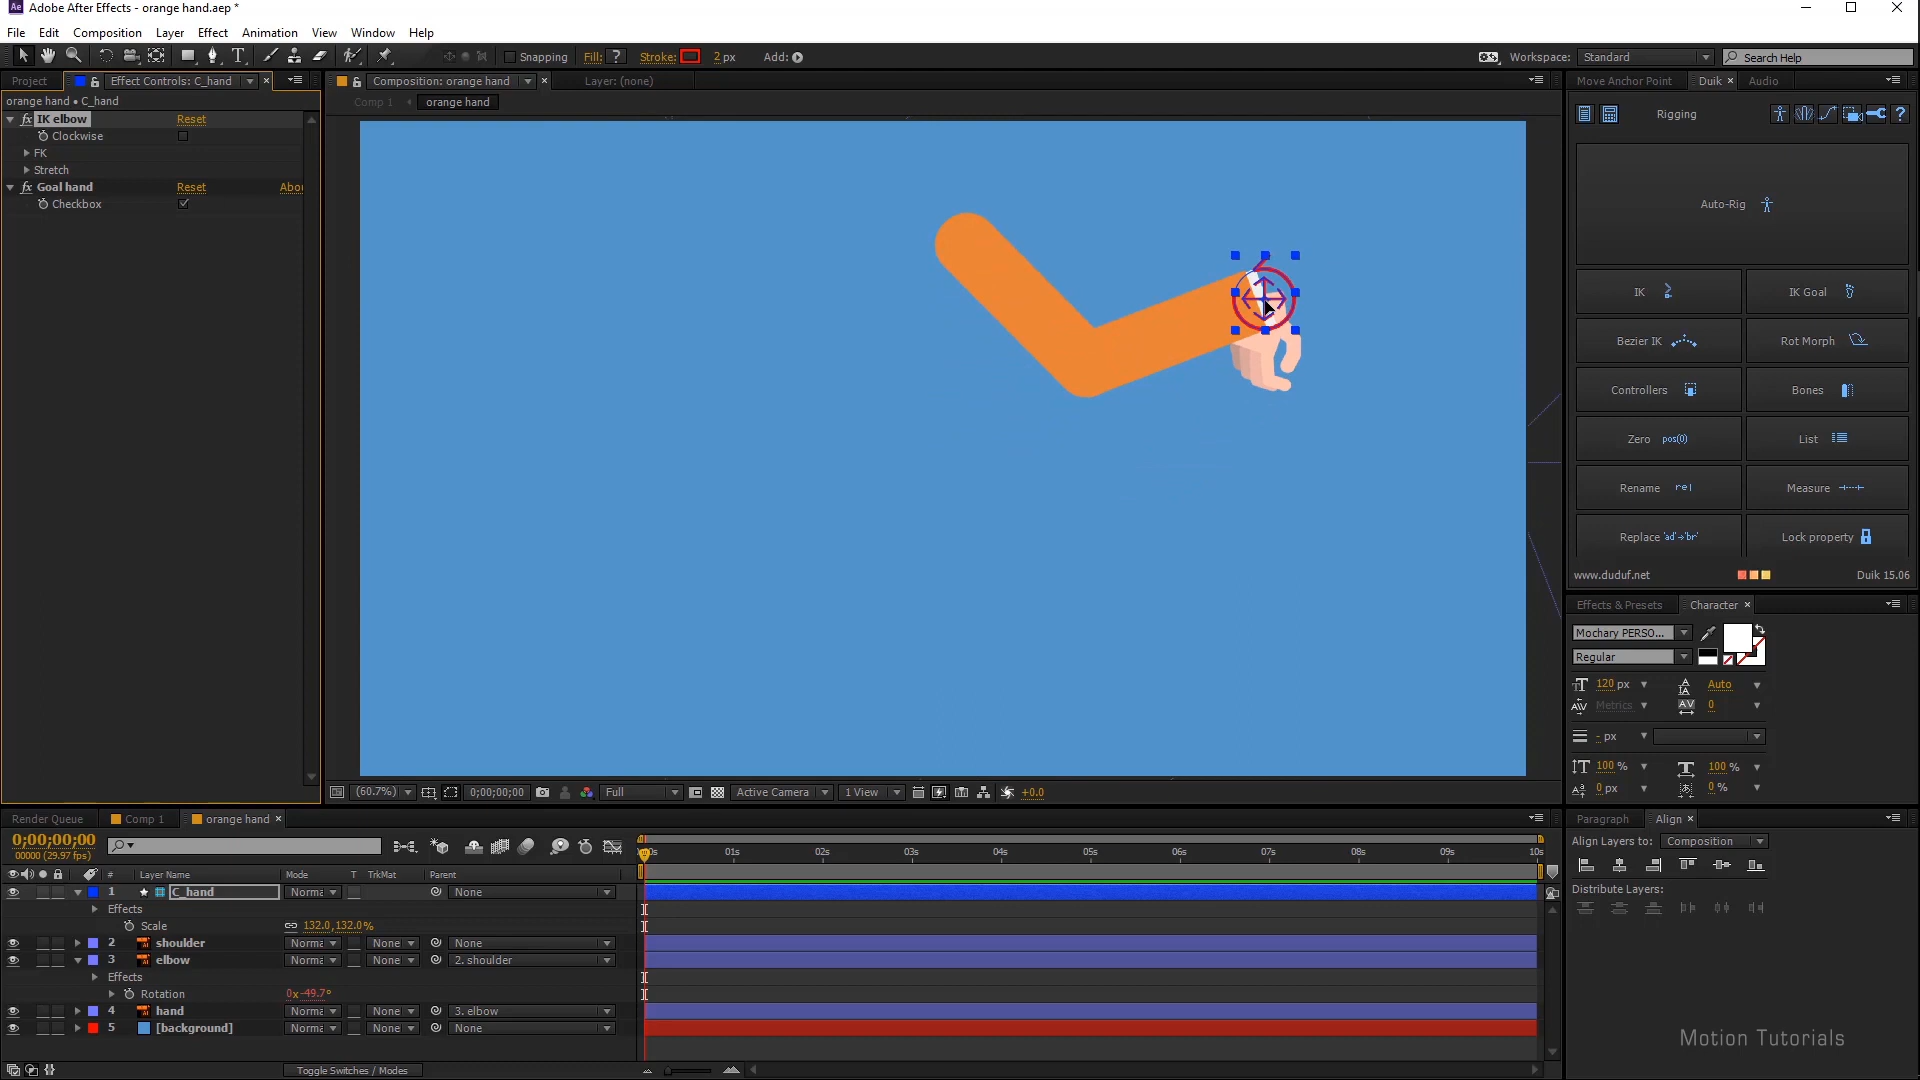 Ae Adobe After Effects - orange hand.aep *
File Edit Composition Layer Effect Animation View Window Help
Snapping Fill: ? Stroke: 2 px Add: Workspace: Standard Search Help
Project Effect Controls: C_hand
orange hand • C_hand
fx IK elbow Reset
Clockwise
FK
Stretch
fx Goal hand Reset Abou
Checkbox
Composition: orange hand Layer: (none)
Comp 1 orange hand
(60.7%) 0;00;00;00 Full Active Camera 1 View +0.0
Move Anchor Point Duik Audio
Rigging ?
Auto-Rig
IK IK Goal
Bezier IK Rot Morph
Controllers Bones
Zero pos(0) List
Rename Measure
Replace 'ad'→'br' Lock property
www.duduf.net Duik 15.06
Effects & Presets Character
Mochary PERSO...
Regular
120 px Auto
Metrics 0
- px
100 % 100 %
0 px 0 %
Paragraph Align
Align Layers to: Composition
Distribute Layers:
Render Queue Comp 1 orange hand
0;00;00;00
00000 (29.97 fps)
# Layer Name Mode T TrkMat Parent
01s 02s 03s 04s 05s 06s 07s 08s 09s 10s
1 C_hand Norma None
Effects
Scale 132.0,132.0%
2 shoulder Norma None None
3 elbow Norma None 2. shoulder
Effects
Rotation 0x-49.7°
4 hand Norma None 3. elbow
5 [background] Norma None None
Toggle Switches / Modes
Motion Tutorials